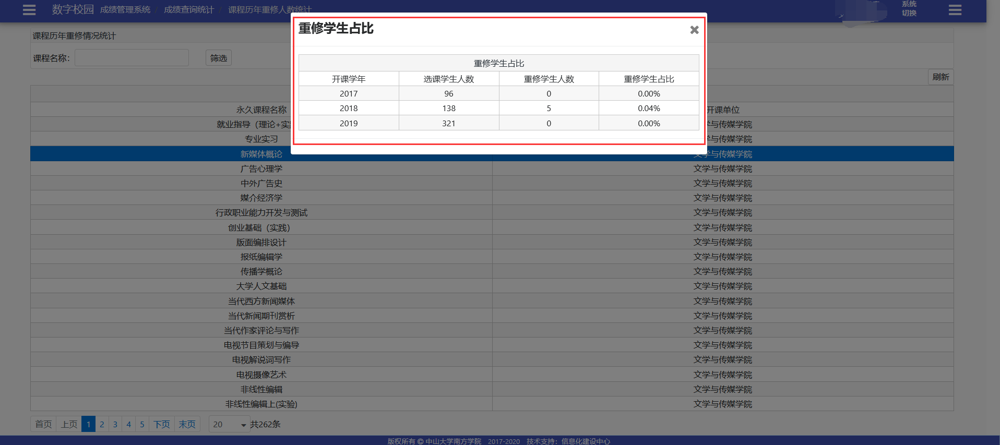 数字校园 成绩管理系统 / 成绩查询统计 / 课程历年重修人数统计
系统
切换
课程历年重修情况统计
课程名称: 筛选
刷新
重修学生占比
重修学生占比
开课学年 选课学生人数 重修学生人数 重修学生占比
2017 96 0 0.00%
2018 138 5 0.04%
2019 321 0 0.00%
永久课程名称 开课单位
就业指导（理论+实 学与传媒学院
专业实习 学与传媒学院
新媒体概论 文学与传媒学院
广告心理学 文学与传媒学院
中外广告史 文学与传媒学院
媒介经济学 文学与传媒学院
行政职业能力开发与测试 文学与传媒学院
创业基础（实践） 文学与传媒学院
版面编排设计 文学与传媒学院
报纸编辑学 文学与传媒学院
传播学概论 文学与传媒学院
大学人文基础 文学与传媒学院
当代西方新闻媒体 文学与传媒学院
当代新闻期刊赏析 文学与传媒学院
当代作家评论与写作 文学与传媒学院
电视节目策划与编导 文学与传媒学院
电视解说词写作 文学与传媒学院
电视摄像艺术 文学与传媒学院
非线性编辑 文学与传媒学院
非线性编辑上(实验) 文学与传媒学院
首页 上页 1 2 3 4 5 下页 末页 20 共262条
版权所有 © 中山大学南方学院 2017-2020 技术支持：信息化建设中心